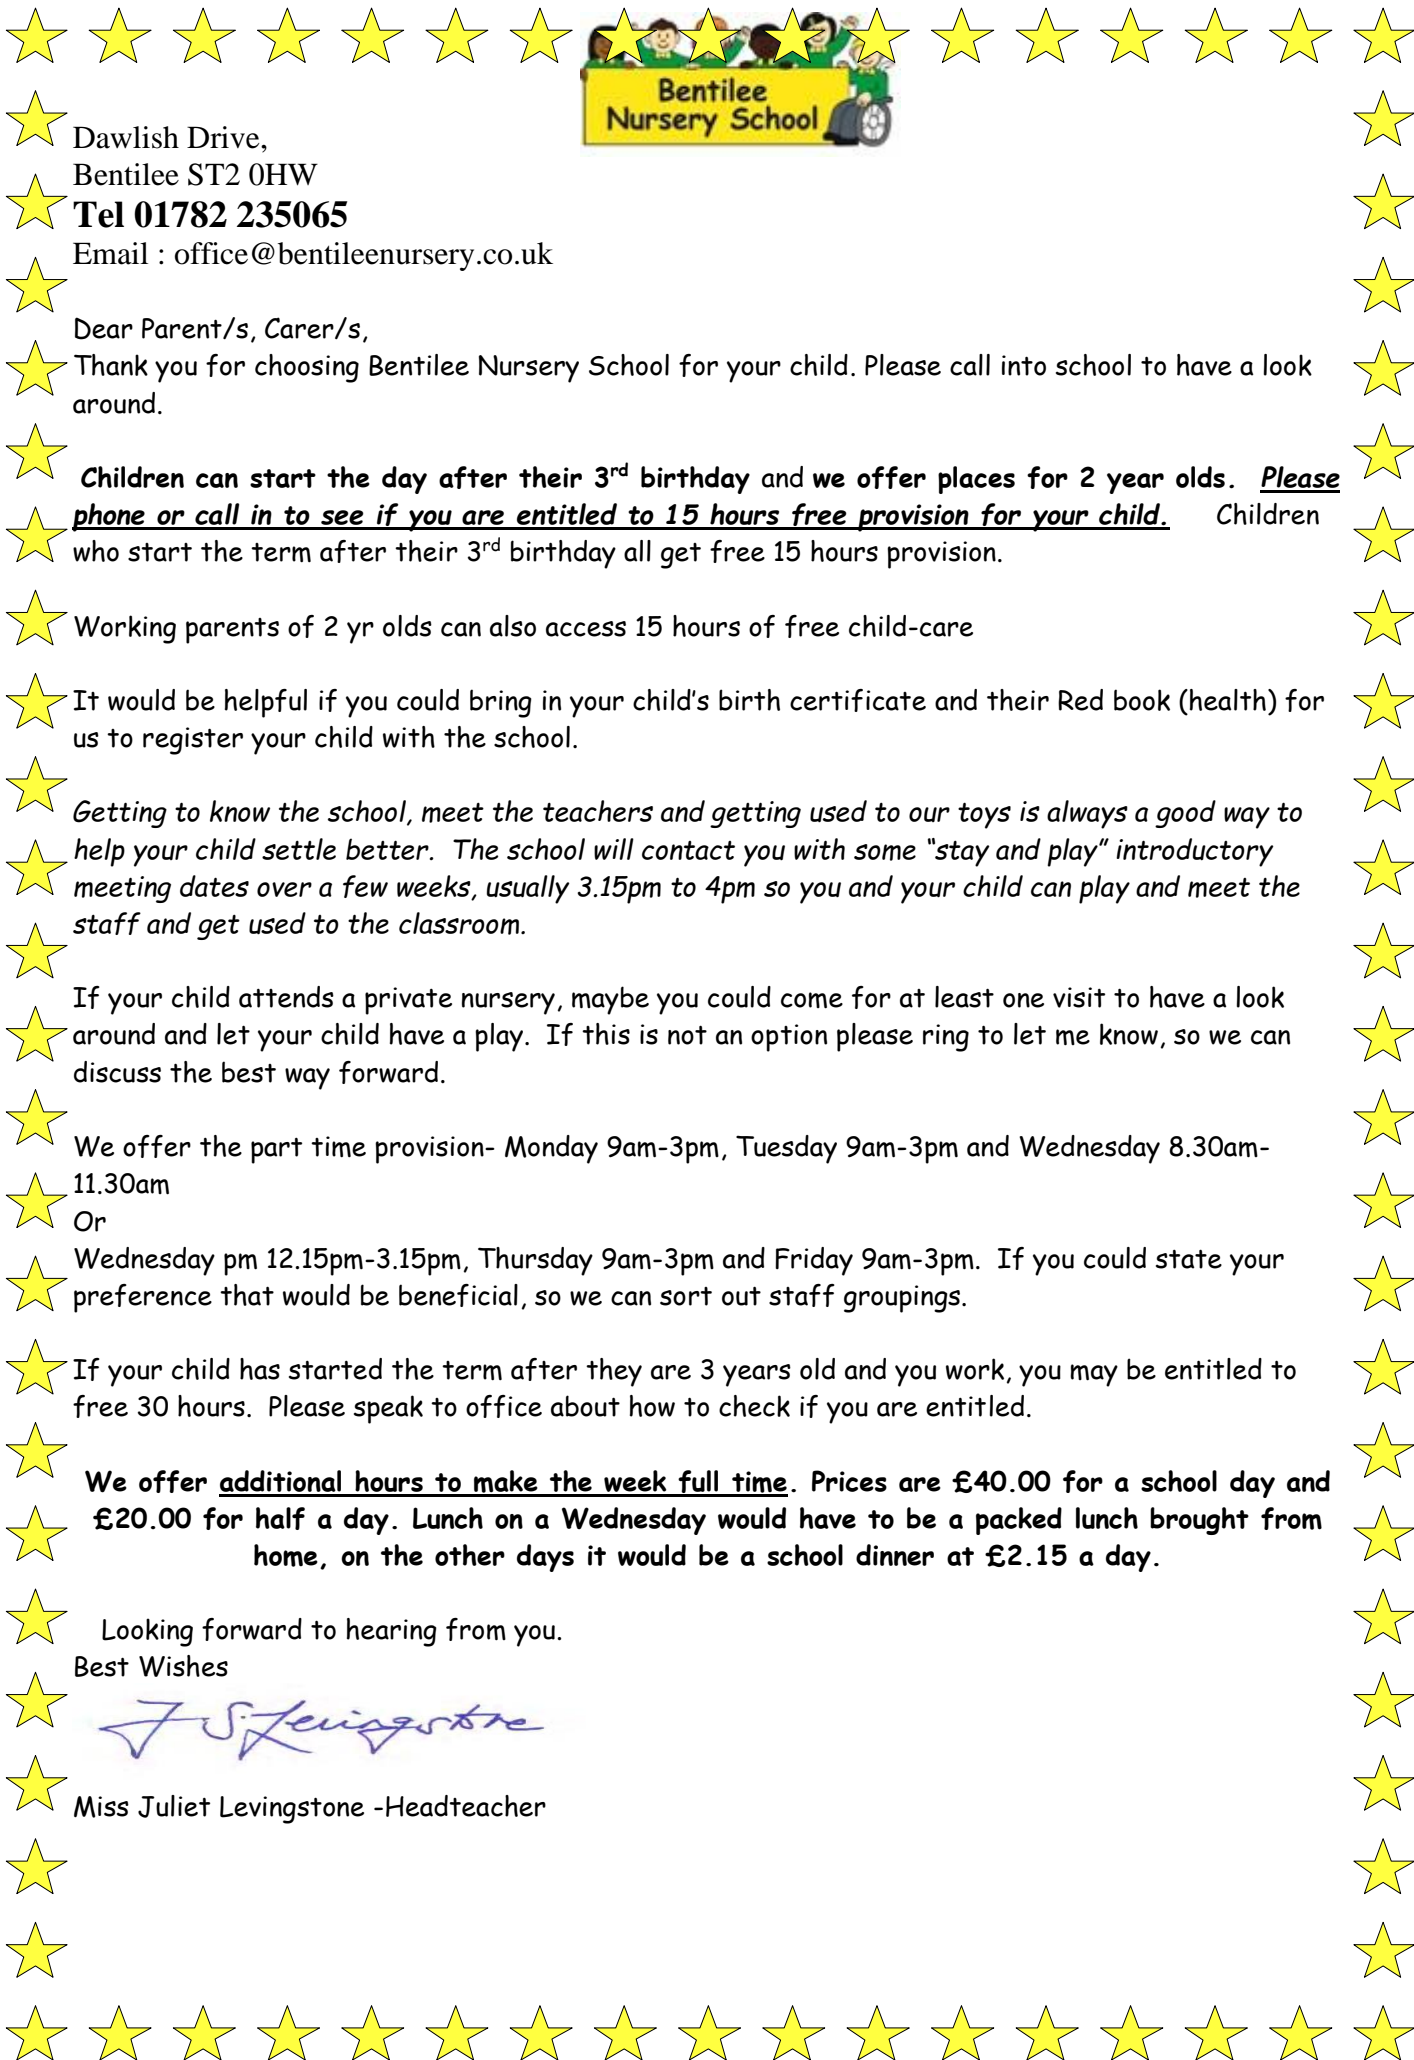 Bentilee
Nursery School
Dawlish Drive,
Bentilee ST2 0HW
Tel 01782 235065
Email : office@bentileenursery.co.uk
Dear Parent/s, Carer/s,
Thank you for choosing Bentilee Nursery School for your child. Please call into school to have a look
around.
Children can start the day after their 3rd birthday and we offer places for 2 year olds. Please
phone or call in to see if you are entitled to 15 hours free provision for your child. Children
who start the term after their 3rd birthday all get free 15 hours provision.
Working parents of 2 yr olds can also access 15 hours of free child-care
It would be helpful if you could bring in your child's birth certificate and their Red book (health) for
us to register your child with the school.
Getting to know the school, meet the teachers and getting used to our toys is always a good way to
help your child settle better. The school will contact you with some “stay and play” introductory
meeting dates over a few weeks, usually 3.15pm to 4pm so you and your child can play and meet the
staff and get used to the classroom.
If your child attends a private nursery, maybe you could come for at least one visit to have a look
around and let your child have a play. If this is not an option please ring to let me know, so we can
discuss the best way forward.
We offer the part time provision- Monday 9am-3pm, Tuesday 9am-3pm and Wednesday 8.30am-
11.30am
Or
Wednesday pm 12.15pm-3.15pm, Thursday 9am-3pm and Friday 9am-3pm. If you could state your
preference that would be beneficial, so we can sort out staff groupings.
If your child has started the term after they are 3 years old and you work, you may be entitled to
free 30 hours. Please speak to office about how to check if you are entitled.
We offer additional hours to make the week full time. Prices are £40.00 for a school day and
£20.00 for half a day. Lunch on a Wednesday would have to be a packed lunch brought from
home, on the other days it would be a school dinner at £2.15 a day.
Looking forward to hearing from you.
Best Wishes
J S Levingstone
Miss Juliet Levingstone -Headteacher